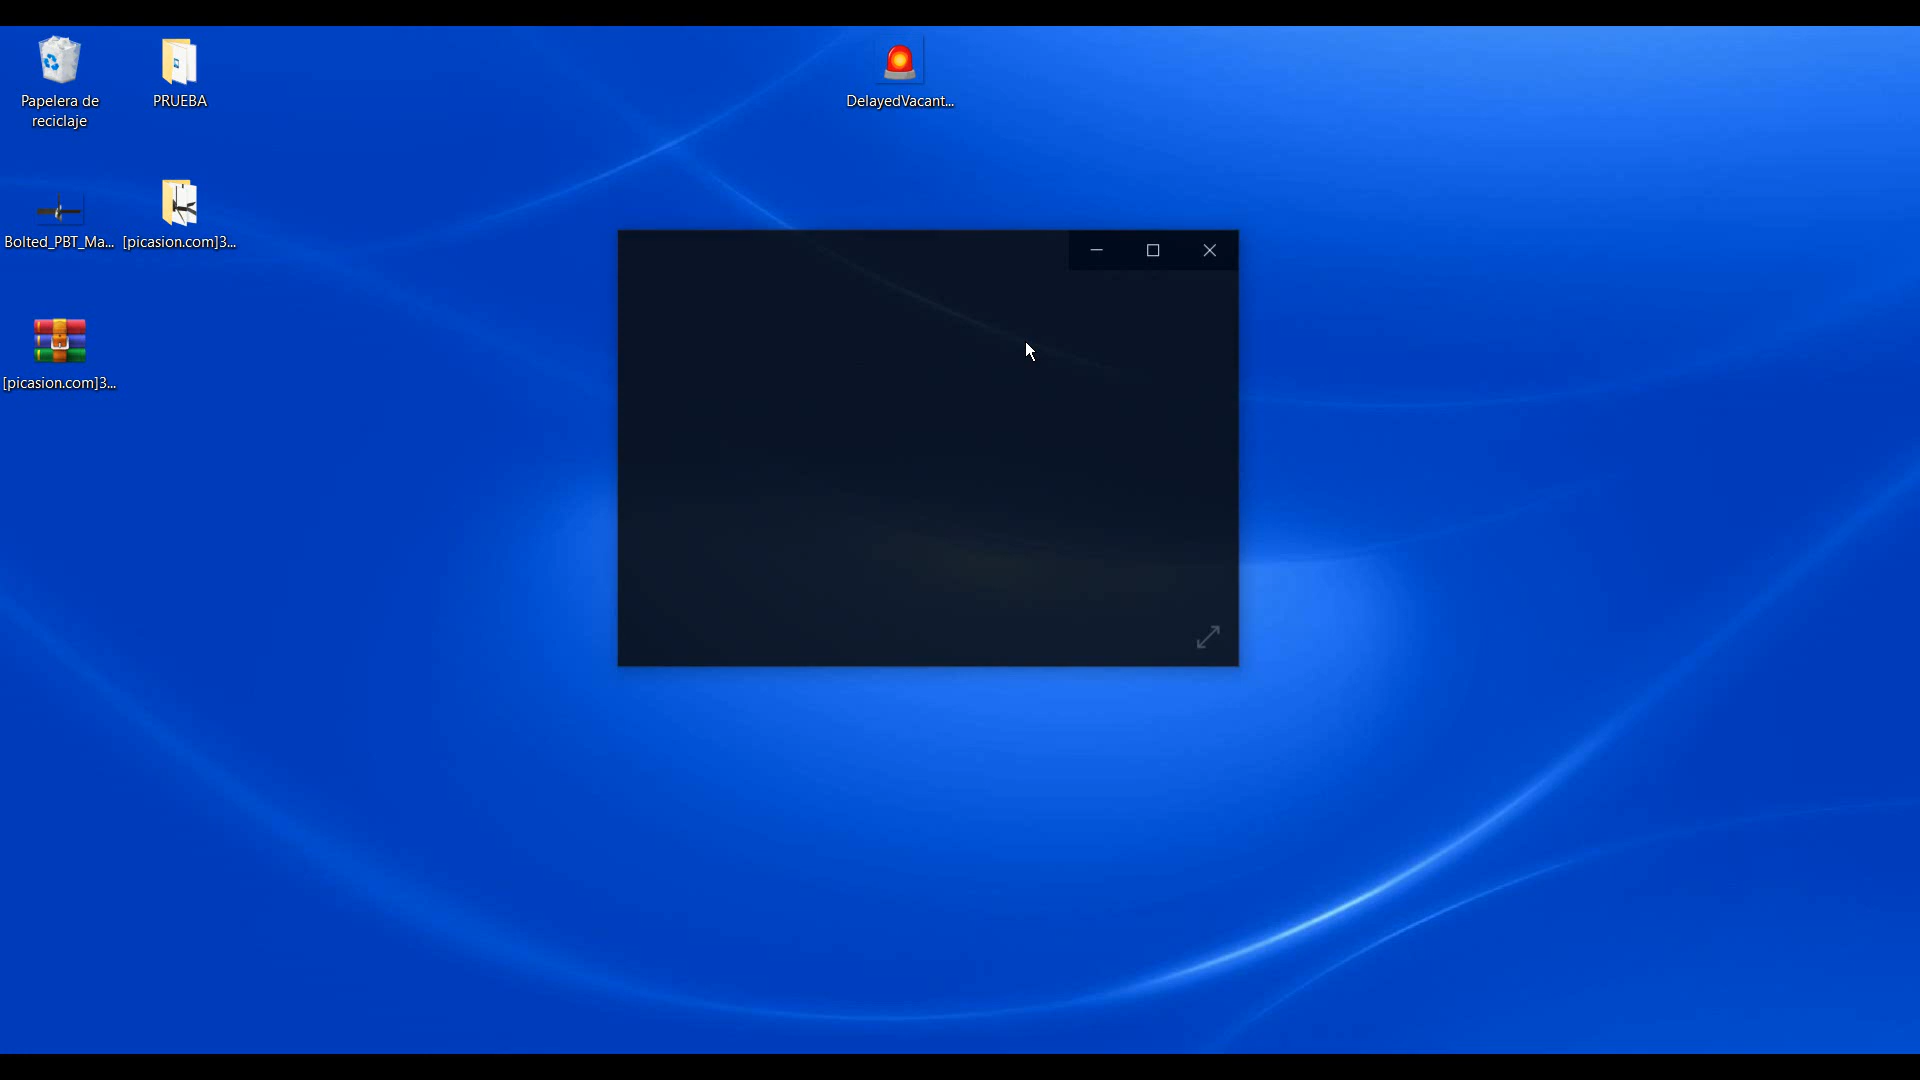 Papelera de
reciclaje
PRUEBA
DelayedVacant...
Bolted_PBT_Ma...
[picasion.com]3...
[picasion.com]3...